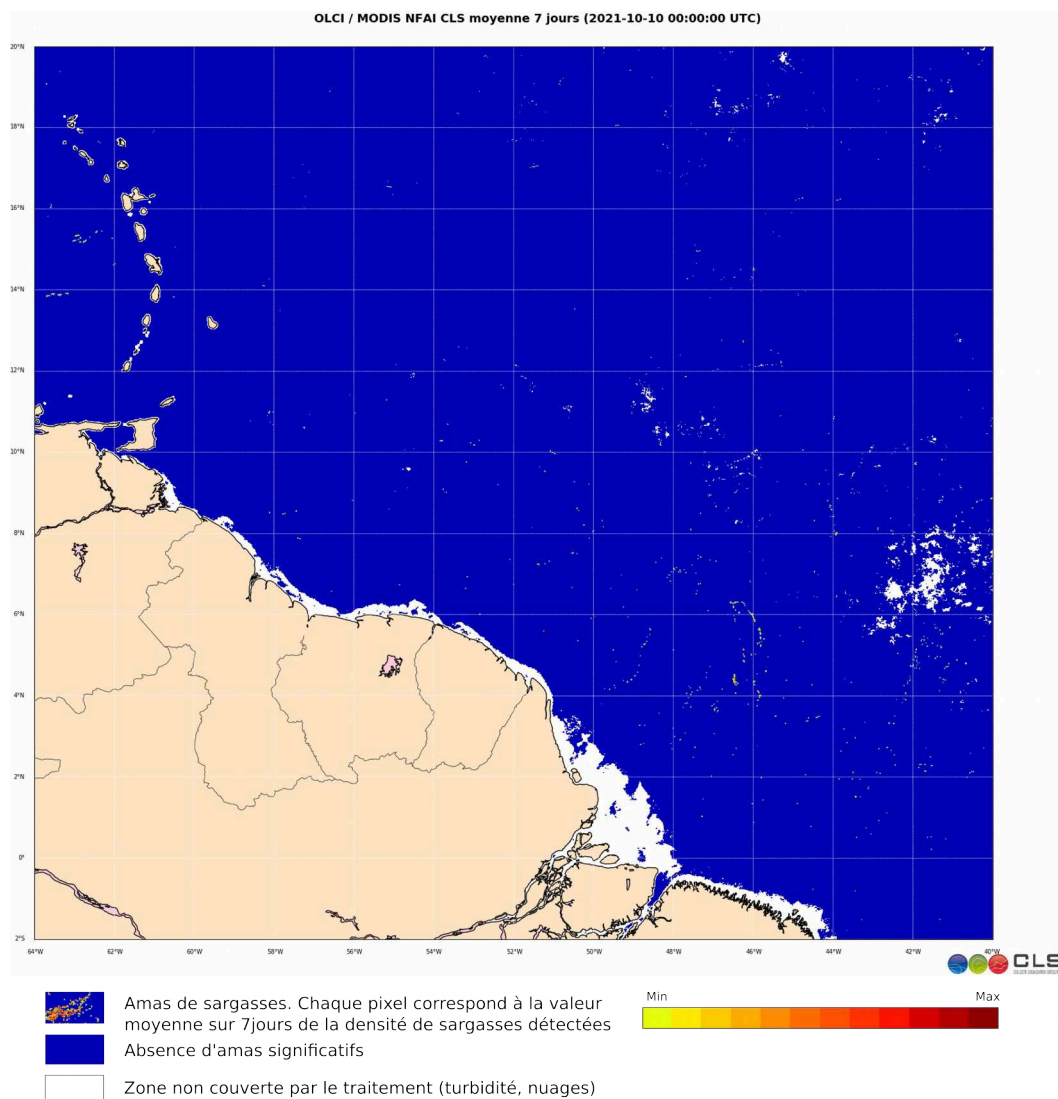 OLCI / MODIS NFAI CLS moyenne 7 jours (2021-10-10 00:00:00 UTC)
20°N
18°N
16°N
14°N
12°N
10°N
8°N
6°N
4°N
2°N
0°
2°S
64°W 62°W 60°W 58°W 56°W 54°W 52°W 50°W 48°W 46°W 44°W 42°W 40°W
CLS
Amas de sargasses. Chaque pixel correspond à la valeur
moyenne sur 7jours de la densité de sargasses détectées
Min Max
Absence d'amas significatifs
Zone non couverte par le traitement (turbidité, nuages)